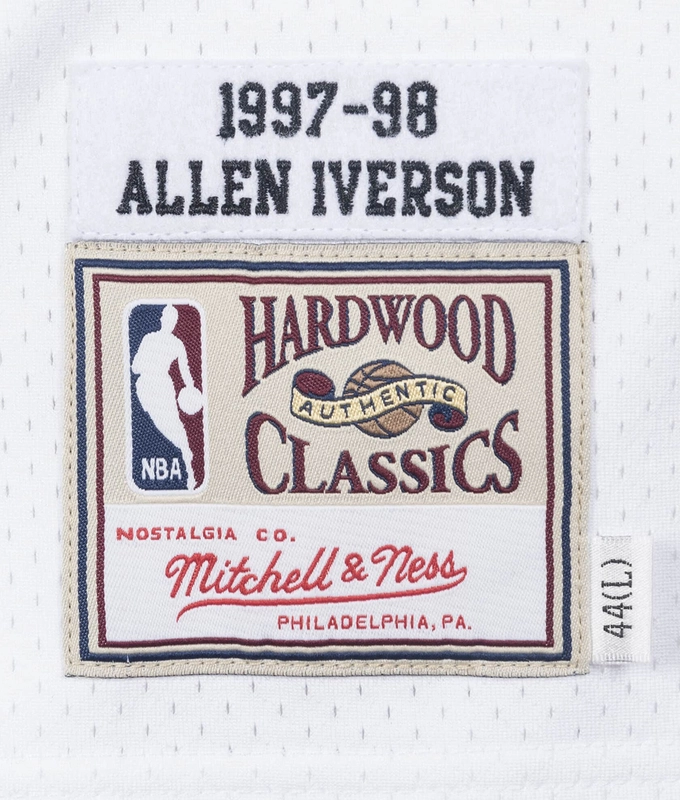 1997-98
ALLEN IVERSON
HARDWOOD
AUTHENTIC
CLASSICS
NBA
NOSTALGIA CO.
Mitchell & Ness
PHILADELPHIA, PA.
44(L)